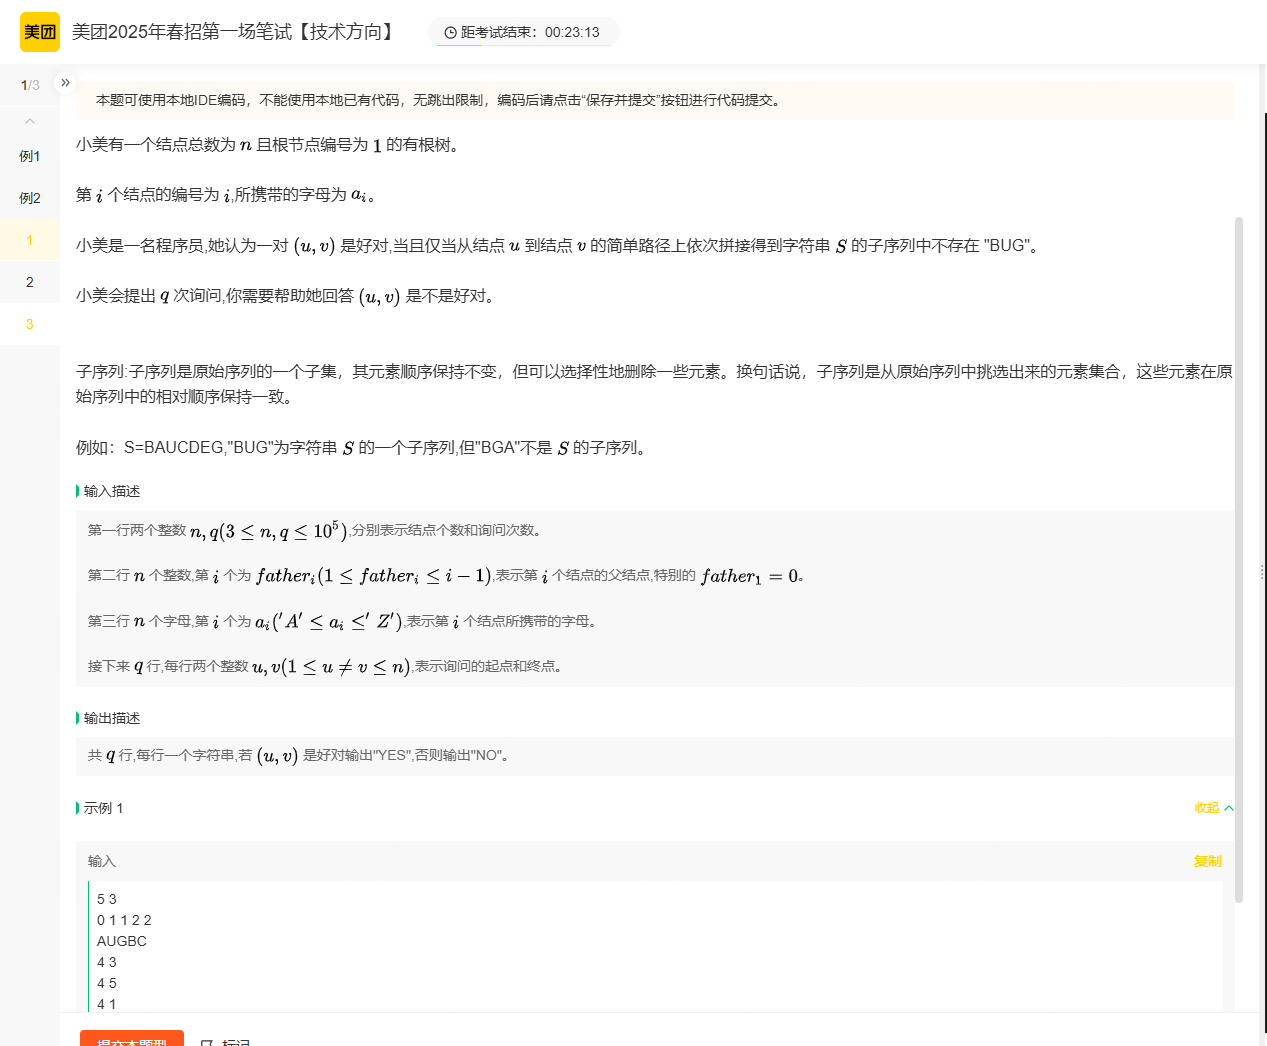 美团 美团2025年春招第一场笔试【技术方向】 距考试结束：00:23:13
1/3
例1
例2
1
2
3
本题可使用本地IDE编码，不能使用本地已有代码，无跳出限制，编码后请点击“保存并提交”按钮进行代码提交。
小美有一个结点总数为 n 且根节点编号为 1 的有根树。
第 i 个结点的编号为 i,所携带的字母为 a_i。
小美是一名程序员,她认为一对 (u, v) 是好对,当且仅当从结点 u 到结点 v 的简单路径上依次拼接得到字符串 S 的子序列中不存在 "BUG"。
小美会提出 q 次询问,你需要帮助她回答 (u, v) 是不是好对。
子序列:子序列是原始序列的一个子集，其元素顺序保持不变，但可以选择性地删除一些元素。换句话说，子序列是从原始序列中挑选出来的元素集合，这些元素在原
始序列中的相对顺序保持一致。
例如：S=BAUCDEG,"BUG"为字符串 S 的一个子序列,但"BGA"不是 S 的子序列。
输入描述
第一行两个整数 n, q(3 ≤ n, q ≤ 10^5),分别表示结点个数和询问次数。
第二行 n 个整数,第 i 个为 father_i(1 ≤ father_i ≤ i − 1),表示第 i 个结点的父结点,特别的 father_1 = 0。
第三行 n 个字母,第 i 个为 a_i('A' ≤ a_i ≤' Z'),表示第 i 个结点所携带的字母。
接下来 q 行,每行两个整数 u, v(1 ≤ u ≠ v ≤ n),表示询问的起点和终点。
输出描述
共 q 行,每行一个字符串,若 (u, v) 是好对输出"YES",否则输出"NO"。
示例 1 收起
输入 复制
5 3
0 1 1 2 2
AUGBC
4 3
4 5
4 1
提交本题型 标记